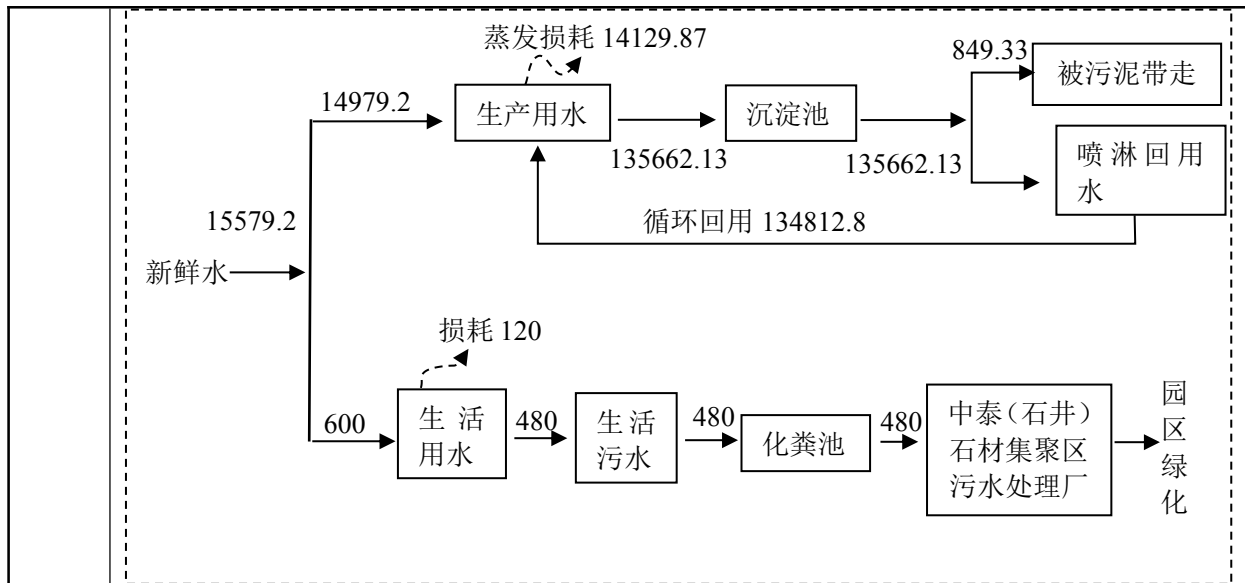 蒸发损耗 14129.87
849.33
被污泥带走
14979.2
生产用水
沉淀池
135662.13
135662.13
喷淋回用
水
循环回用 134812.8
15579.2
新鲜水
损耗 120
600
生活
用水
480
生活
污水
480
化粪池
480
中泰（石井）
石材集聚区
污水处理厂
园
区
绿
化